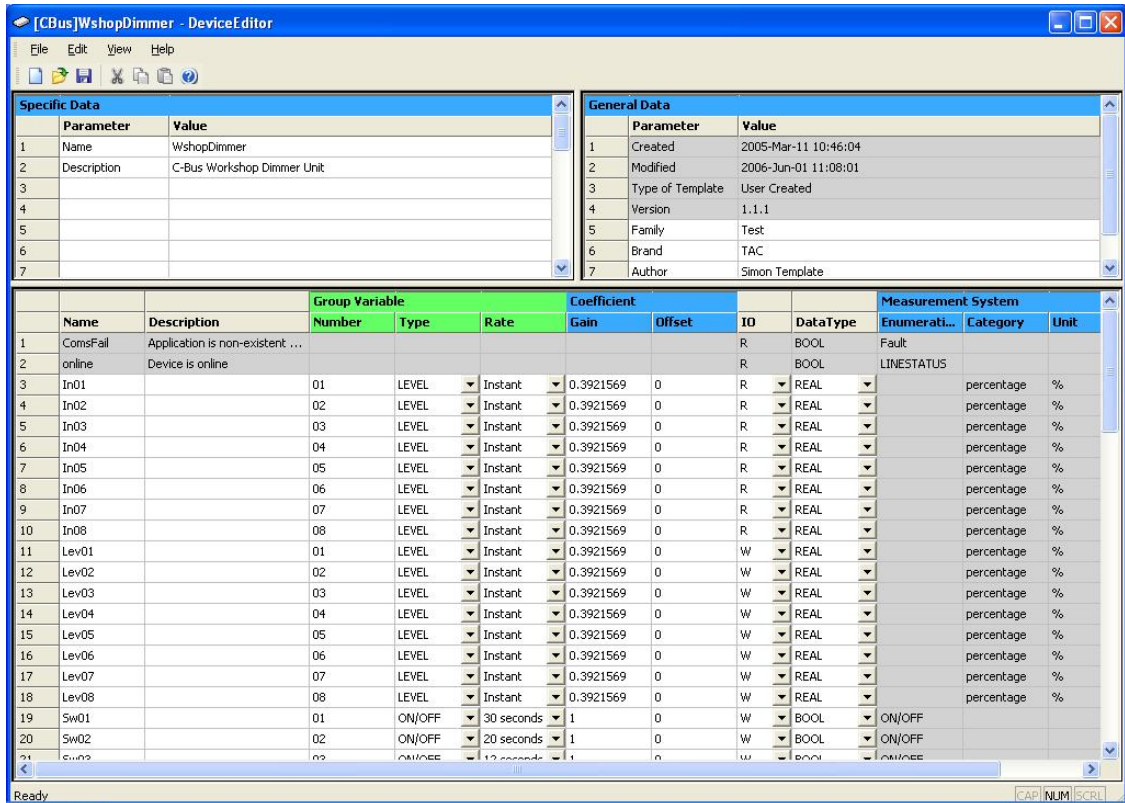 [CBus]WshopDimmer - DeviceEditor
File Edit View Help
Specific Data
Parameter Value
1 Name WshopDimmer
2 Description C-Bus Workshop Dimmer Unit
3
4
5
6
7
General Data
Parameter Value
1 Created 2005-Mar-11 10:46:04
2 Modified 2006-Jun-01 11:08:01
3 Type of Template User Created
4 Version 1.1.1
5 Family Test
6 Brand TAC
7 Author Simon Template
Group Variable Coefficient Measurement System
Name Description Number Type Rate Gain Offset IO DataType Enumerati... Category Unit
1 ComsFail Application is non-existent ... R BOOL Fault
2 online Device is online R BOOL LINESTATUS
3 In01 01 LEVEL Instant 0.3921569 0 R REAL percentage %
4 In02 02 LEVEL Instant 0.3921569 0 R REAL percentage %
5 In03 03 LEVEL Instant 0.3921569 0 R REAL percentage %
6 In04 04 LEVEL Instant 0.3921569 0 R REAL percentage %
7 In05 05 LEVEL Instant 0.3921569 0 R REAL percentage %
8 In06 06 LEVEL Instant 0.3921569 0 R REAL percentage %
9 In07 07 LEVEL Instant 0.3921569 0 R REAL percentage %
10 In08 08 LEVEL Instant 0.3921569 0 R REAL percentage %
11 Lev01 01 LEVEL Instant 0.3921569 0 W REAL percentage %
12 Lev02 02 LEVEL Instant 0.3921569 0 W REAL percentage %
13 Lev03 03 LEVEL Instant 0.3921569 0 W REAL percentage %
14 Lev04 04 LEVEL Instant 0.3921569 0 W REAL percentage %
15 Lev05 05 LEVEL Instant 0.3921569 0 W REAL percentage %
16 Lev06 06 LEVEL Instant 0.3921569 0 W REAL percentage %
17 Lev07 07 LEVEL Instant 0.3921569 0 W REAL percentage %
18 Lev08 08 LEVEL Instant 0.3921569 0 W REAL percentage %
19 Sw01 01 ON/OFF 30 seconds 1 0 W BOOL ON/OFF
20 Sw02 02 ON/OFF 20 seconds 1 0 W BOOL ON/OFF
21 Sw03 03 ON/OFF 12 seconds 1 0 W BOOL ON/OFF
Ready CAP NUM SCRL